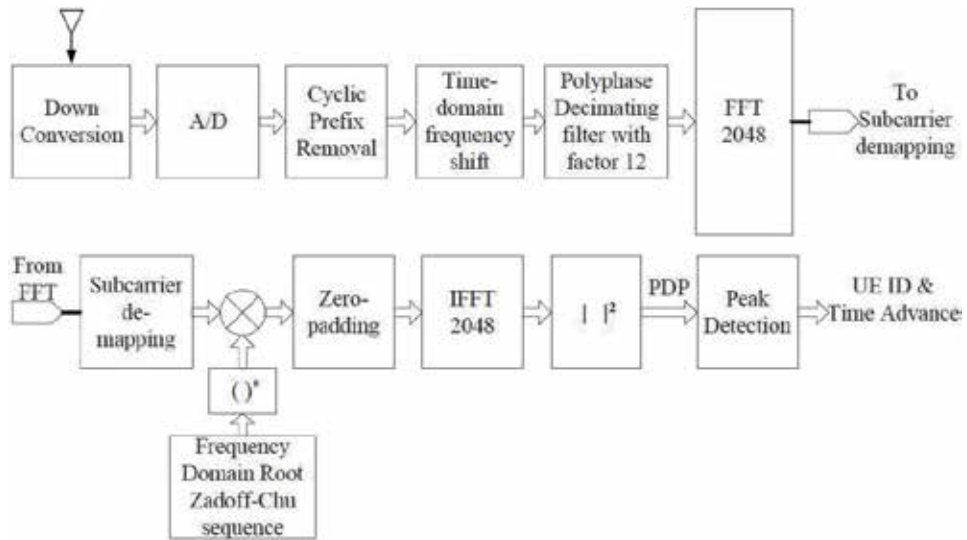 Down
Conversion
A/D
Cyclic
Prefix
Removal
Time-
domain
frequency
shift
Polyphase
Decimating
filter with
factor 12
FFT
2048
To
Subcarrier
demapping
From
FFT
Subcarrier
de-
mapping
Zero-
padding
IFFT
2048
| |²
PDP
Peak
Detection
UE ID &
Time Advance
( )*
Frequency
Domain Root
Zadoff-Chu
sequence